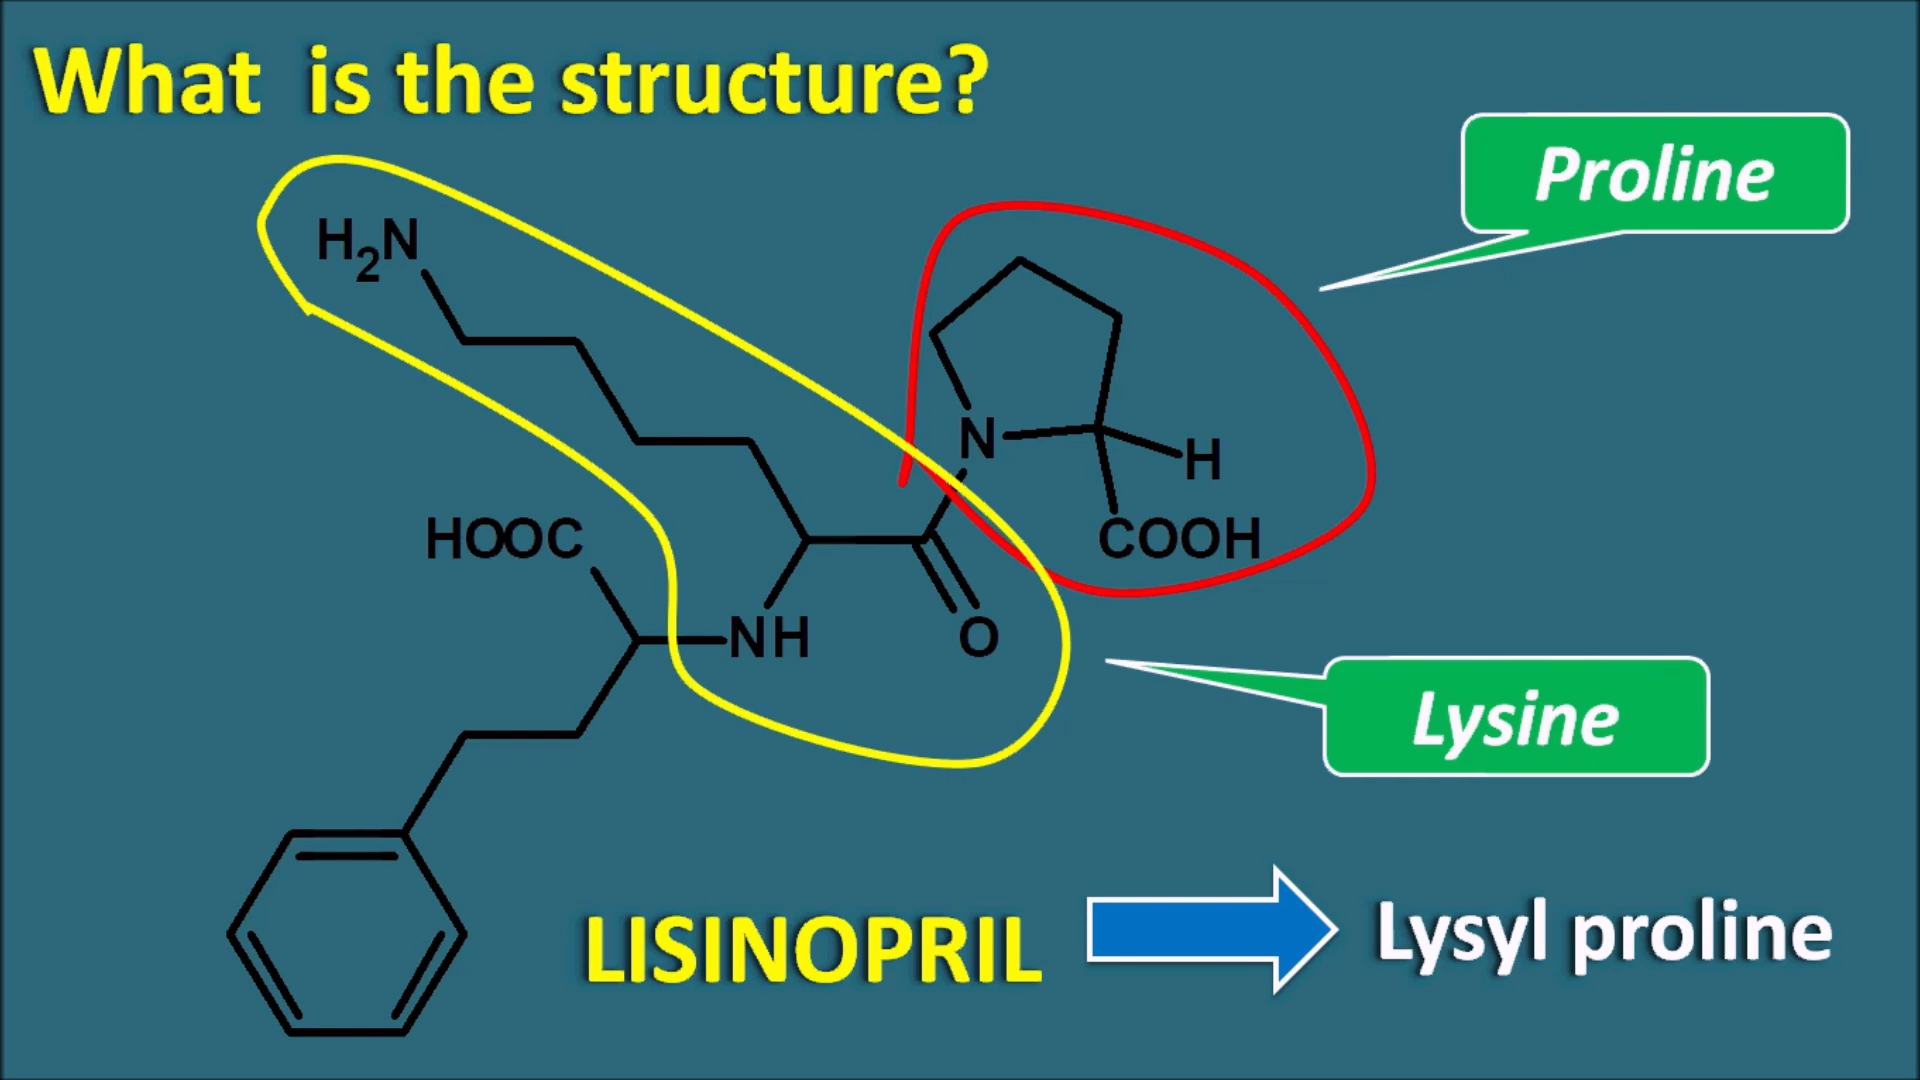 What is the structure?
Proline
H₂N
N
H
HOOC
COOH
NH
O
Lysine
LISINOPRIL
Lysyl proline